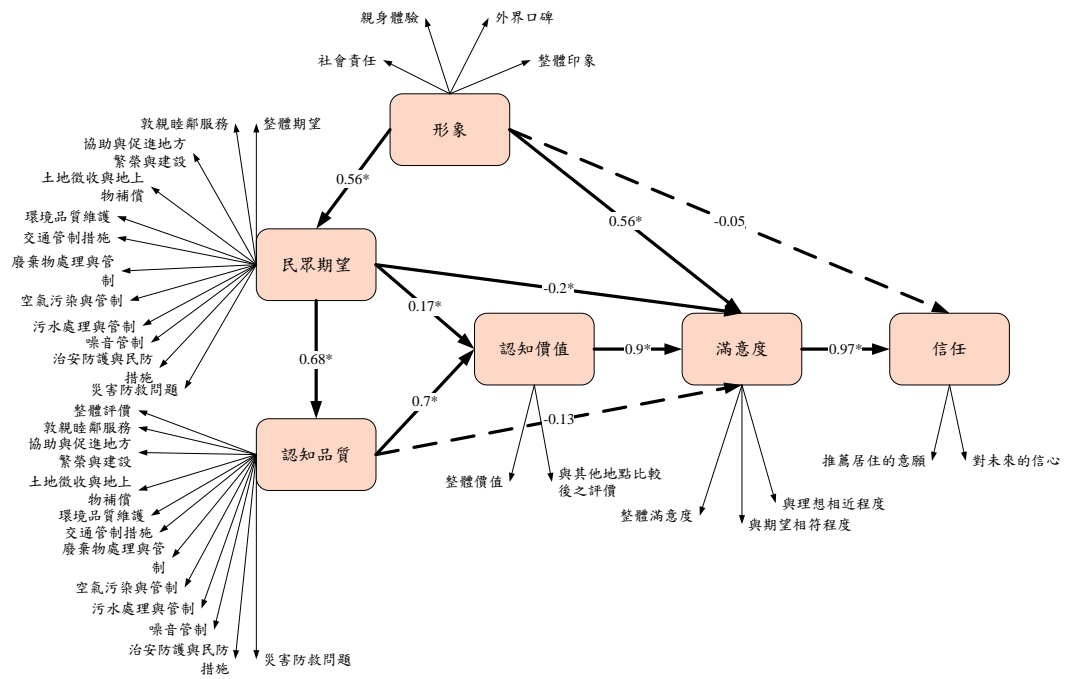 親身體驗
外界口碑
社會責任
整體印象
形象
敦親睦鄰服務
整體期望
協助與促進地方
繁榮與建設
土地徵收與地上
物補償
環境品質維護
交通管制措施
廢棄物處理與管
制
空氣污染與管制
污水處理與管制
噪音管制
治安防護與民防
措施
災害防救問題
民眾期望
0.56*
0.56*
-0.05
-0.2*
0.17*
0.68*
認知價值
0.9*
滿意度
0.97*
信任
0.7*
-0.13
整體評價
敦親睦鄰服務
協助與促進地方
繁榮與建設
土地徵收與地上
物補償
環境品質維護
交通管制措施
廢棄物處理與管
制
空氣污染與管制
污水處理與管制
噪音管制
治安防護與民防
措施
災害防救問題
認知品質
整體價值
與其他地點比較
後之評價
整體滿意度
與期望相符程度
與理想相近程度
推薦居住的意願
對未來的信心